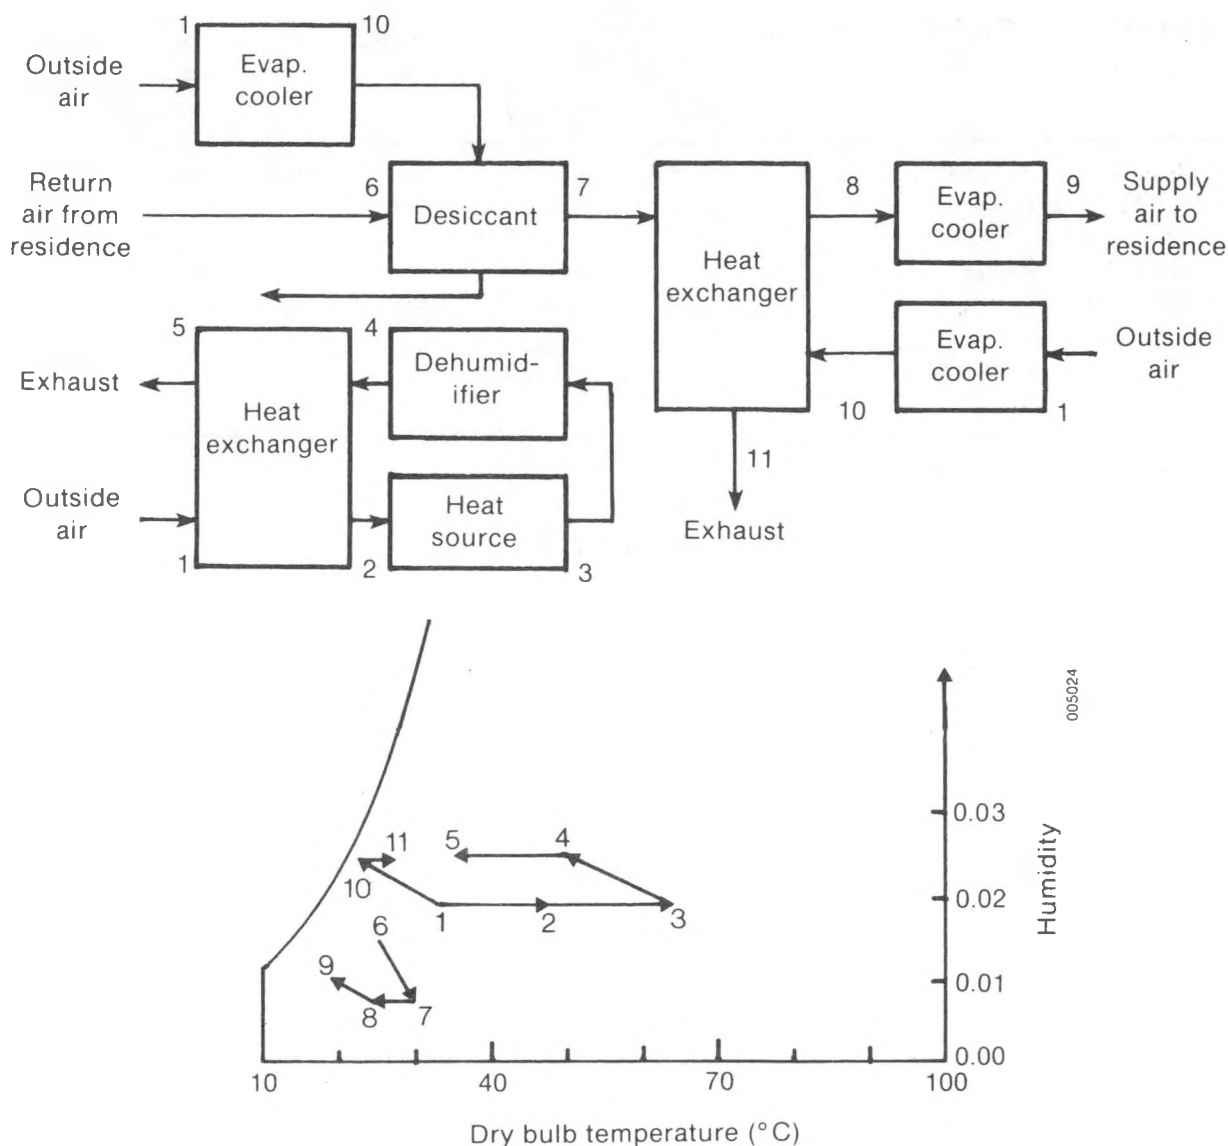 1
10
Outside
air
Evap.
cooler
Return
air from
residence
6
Desiccant
7
8
Evap.
cooler
9
Supply
air to
residence
Heat
exchanger
5
4
Exhaust
Dehumid-
ifier
Heat
exchanger
Evap.
cooler
Outside
air
10
1
11
Outside
air
Heat
source
Exhaust
1
2
3
005024
0.03
11
5
4
10
0.02
1
2
3
Humidity
6
9
0.01
8
7
0.00
10
40
70
100
Dry bulb temperature (°C)